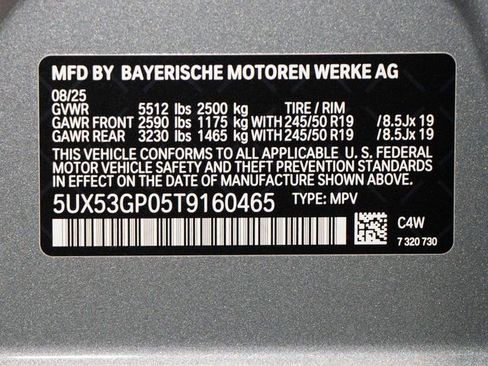 MFD BY BAYERISCHE MOTOREN WERKE AG
08/25
GVWR 5512 lbs 2500 kg TIRE / RIM
GAWR FRONT 2590 lbs 1175 kg WITH 245/50 R19 /8.5Jx 19
GAWR REAR 3230 lbs 1465 kg WITH 245/50 R19 /8.5Jx 19
THIS VEHICLE CONFORMS TO ALL APPLICABLE U. S. FEDERAL
MOTOR VEHICLE SAFETY AND THEFT PREVENTION STANDARDS
IN EFFECT ON THE DATE OF MANUFACTURE SHOWN ABOVE.
5UX53GP05T9160465 TYPE: MPV
C4W
7 320 730